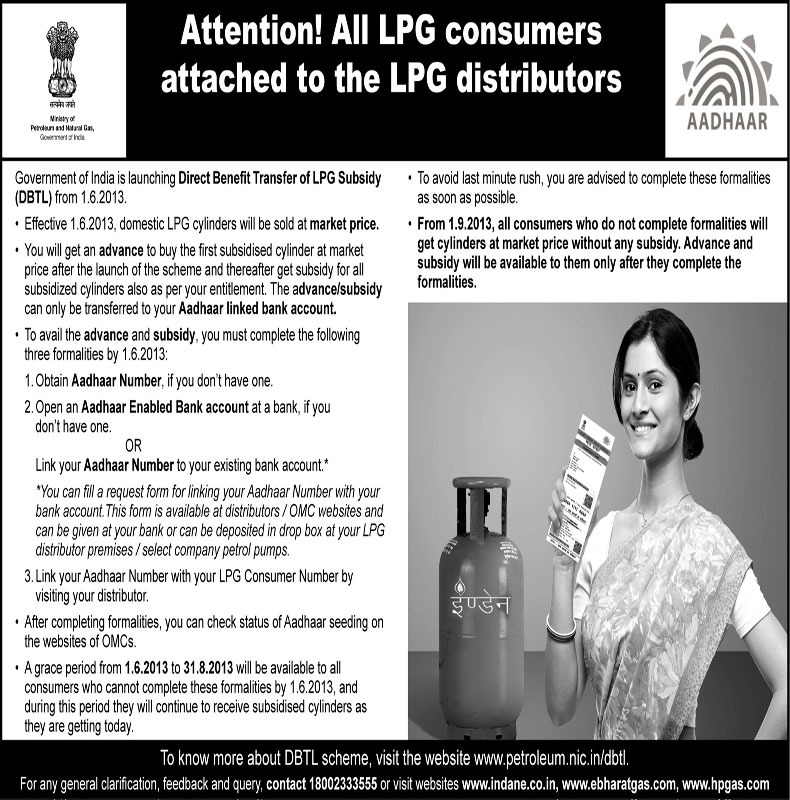 Attention! All LPG consumers
attached to the LPG distributors
सत्यमेव जयते
Ministry of
Petroleum and Natural Gas,
Government of India
AADHAAR
Government of India is launching Direct Benefit Transfer of LPG Subsidy
(DBTL) from 1.6.2013.
• Effective 1.6.2013, domestic LPG cylinders will be sold at market price.
• You will get an advance to buy the first subsidised cylinder at market
price after the launch of the scheme and thereafter get subsidy for all
subsidized cylinders also as per your entitlement. The advance/subsidy
can only be transferred to your Aadhaar linked bank account.
• To avail the advance and subsidy, you must complete the following
three formalities by 1.6.2013:
1. Obtain Aadhaar Number, if you don't have one.
2. Open an Aadhaar Enabled Bank account at a bank, if you
don't have one.
OR
Link your Aadhaar Number to your existing bank account.*
*You can fill a request form for linking your Aadhaar Number with your
bank account.This form is available at distributors / OMC websites and
can be given at your bank or can be deposited in drop box at your LPG
distributor premises / select company petrol pumps.
3. Link your Aadhaar Number with your LPG Consumer Number by
visiting your distributor.
• After completing formalities, you can check status of Aadhaar seeding on
the websites of OMCs.
• A grace period from 1.6.2013 to 31.8.2013 will be available to all
consumers who cannot complete these formalities by 1.6.2013, and
during this period they will continue to receive subsidised cylinders as
they are getting today.
• To avoid last minute rush, you are advised to complete these formalities
as soon as possible.
• From 1.9.2013, all consumers who do not complete formalities will
get cylinders at market price without any subsidy. Advance and
subsidy will be available to them only after they complete the
formalities.
इण्डेन
To know more about DBTL scheme, visit the website www.petroleum.nic.in/dbtl.
For any general clarification, feedback and query, contact 18002333555 or visit websites www.indane.co.in, www.ebharatgas.com, www.hpgas.com